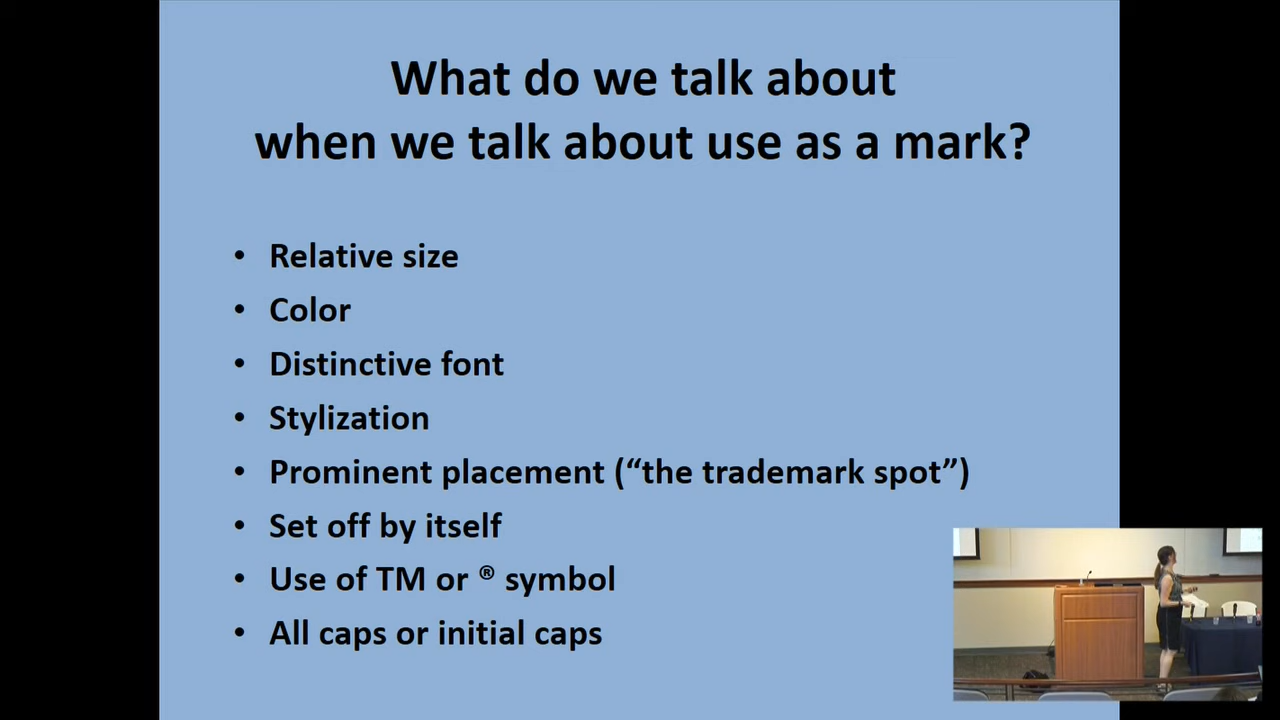 What do we talk about
when we talk about use as a mark?
• Relative size
• Color
• Distinctive font
• Stylization
• Prominent placement (“the trademark spot”)
• Set off by itself
• Use of TM or ® symbol
• All caps or initial caps